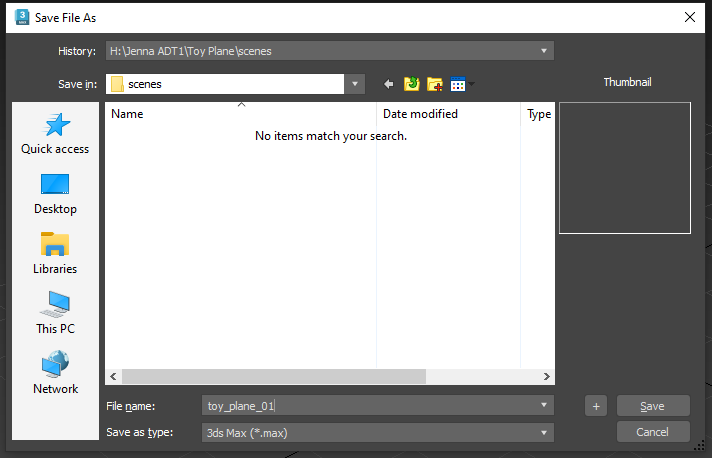 Save File As
History: H:\Jenna ADT1\Toy Plane\scenes
Save in: scenes
Thumbnail
Name Date modified Type
No items match your search.
Quick access
Desktop
Libraries
This PC
Network
File name: toy_plane_01 + Save
Save as type: 3ds Max (*.max) Cancel